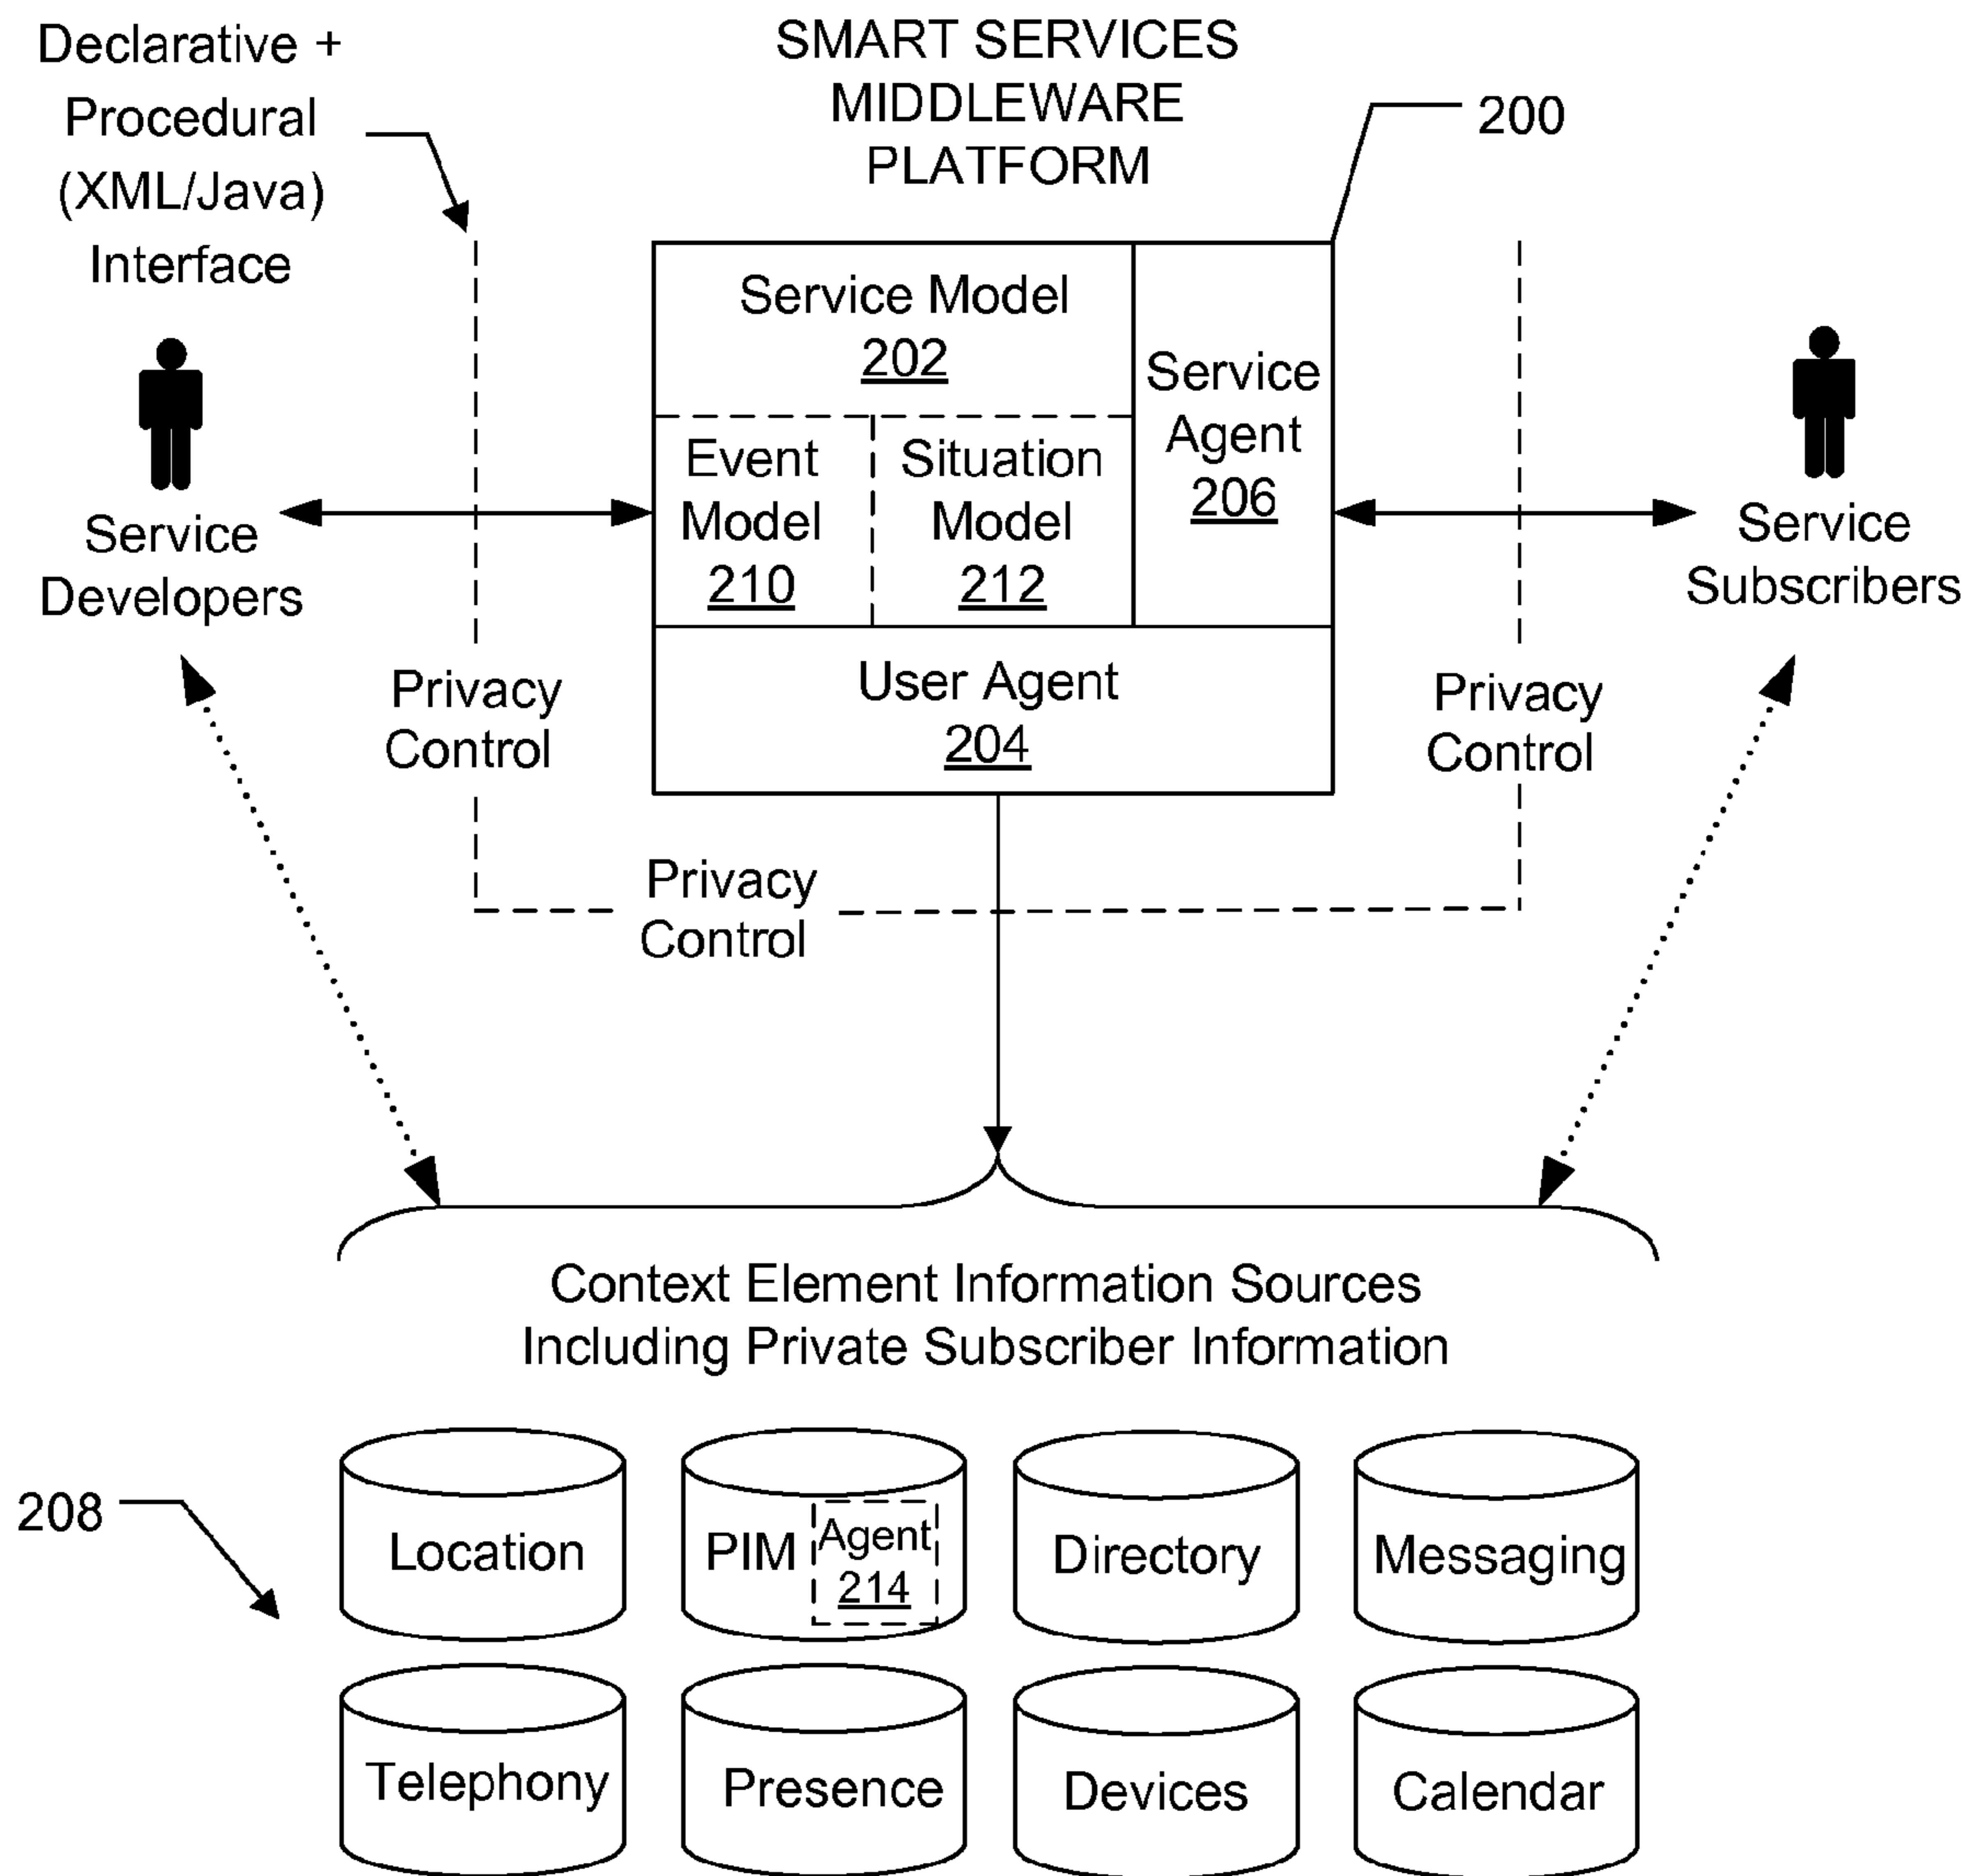 Declarative +
Procedural
(XML/Java)
Interface
SMART SERVICES
MIDDLEWARE
PLATFORM
200
Service Model
202
Event
Model
210
Situation
Model
212
Service
Agent
206
User Agent
204
Service
Developers
Service
Subscribers
Privacy
Control
Privacy
Control
Privacy
Control
Context Element Information Sources
Including Private Subscriber Information
208
Location
PIM
Agent
214
Directory
Messaging
Telephony
Presence
Devices
Calendar